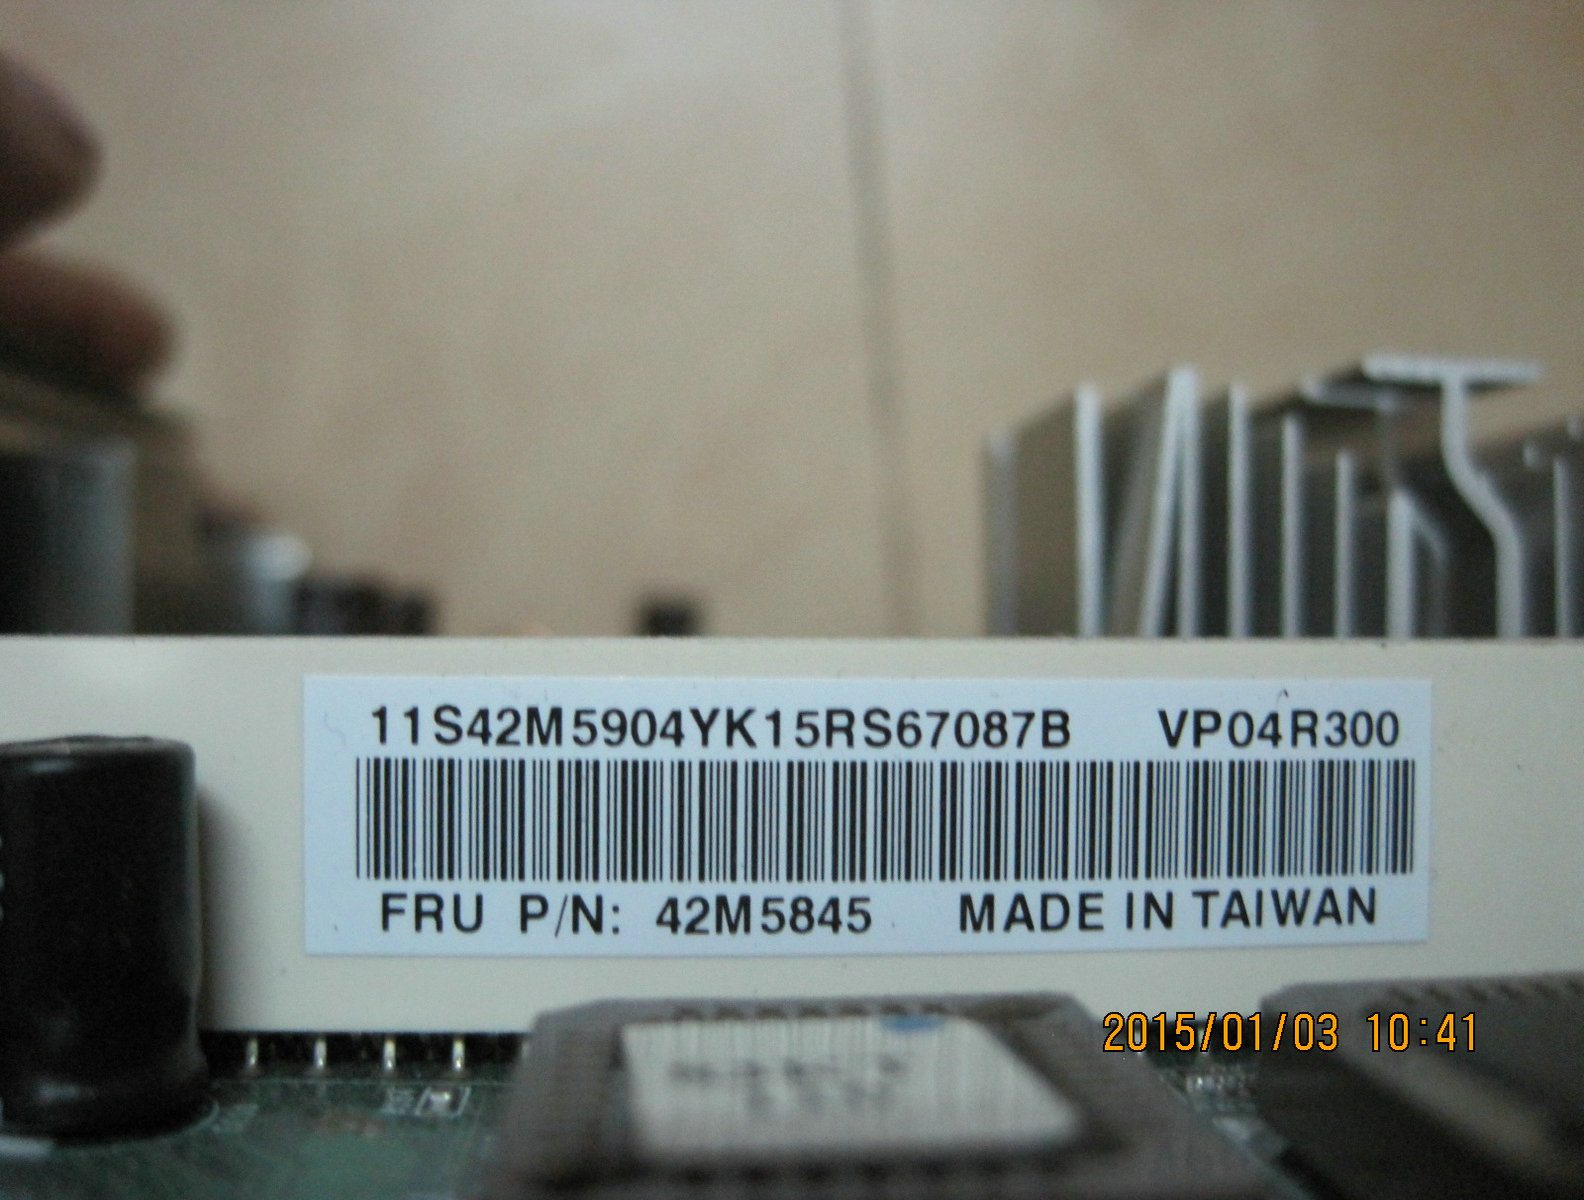 11S42M5904YK15RS67087B VP04R300
FRU P/N: 42M5845 MADE IN TAIWAN
2015/01/03 10:41